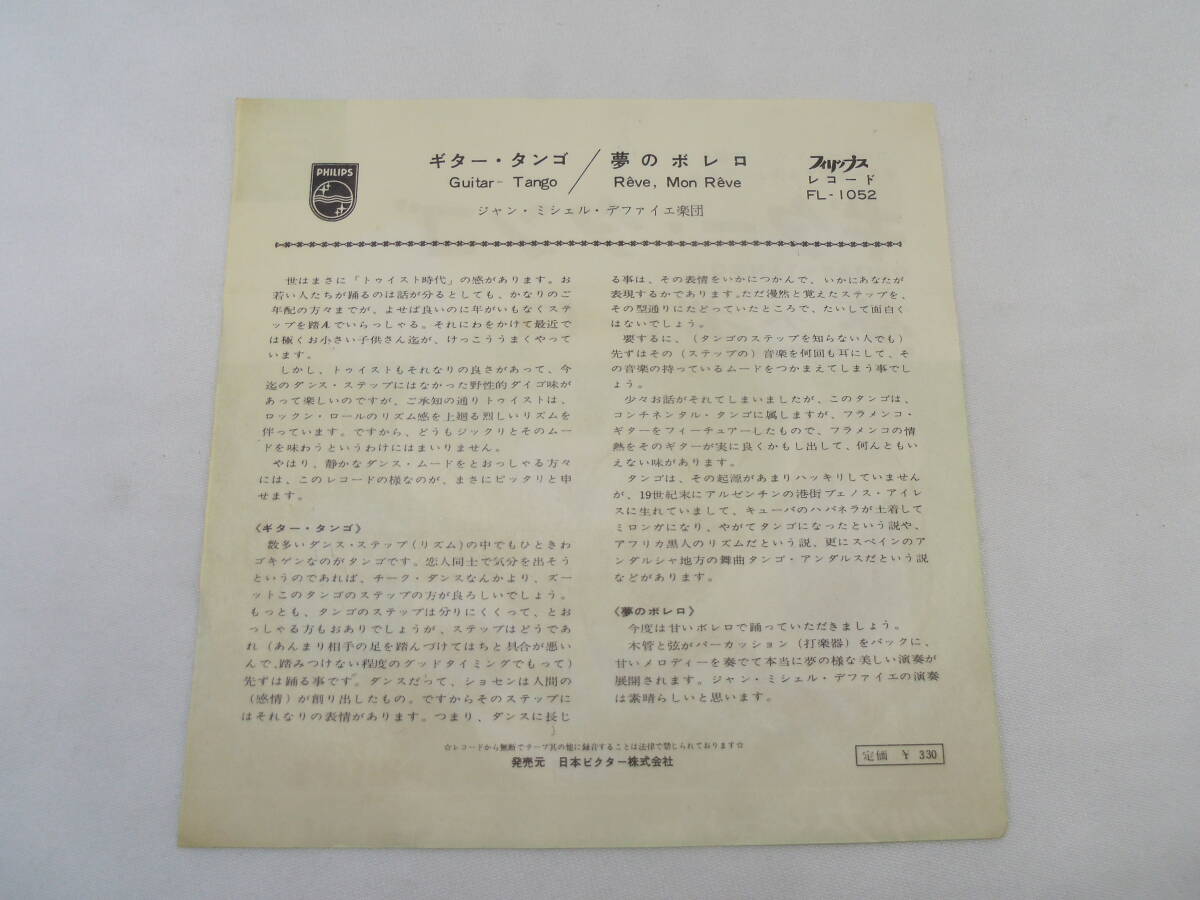 PHILIPS
ギター・タンゴ / 夢のボレロ
Guitar- Tango Rêve, Mon Rêve
ジャン・ミシェル・デファイエ楽団
フィリップス
レコード
FL-1052
世はまさに「トゥイスト時代」の感があります。お
若い人たちが踊るのは話が分るとしても、かなりのご
年配の方々までが、よせば良いのに年がいもなくステ
ップを踏んでいらっしゃる。それにわをかけて最近で
は極くお小さい子供さん迄が、けっこううまくやって
います。
しかし、トゥイストもそれなりの良さがあって、今
迄のダンス・ステップにはなかった野性的ダイゴ味が
あって楽しいのですが、ご承知の通りトゥイストは、
ロックン・ロールのリズム感を上廻る烈しいリズムを
伴っています。ですから、どうもジックリとそのムー
ドを味わうというわけにはまいりません。
やはり、静かなダンス・ムードをとおっしゃる方々
には、このレコードの様なのが、まさにピッタリと申
せます。
《ギター・タンゴ》
数多いダンス・ステップ(リズム)の中でもひときわ
ゴキゲンなのがタンゴです。恋人同士で気分を出そう
というのであれば、チーク・ダンスなんかより、ズー
ットこのタンゴのステップの方が良ろしいでしょう。
もっとも、タンゴのステップは分りにくくって、とお
っしゃる方もおありでしょうが、ステップはどうであ
れ(あんまり相手の足を踏んづけてはちと具合が悪い
んで、踏みつけない程度のグッドタイミングでもって)
先ずは踊る事です。ダンスだって、ショセンは人間の
(感情)が創り出したもの。ですからそのステップに
はそれなりの表情があります。つまり、ダンスに長じ
る事は、その表情をいかにつかんで、いかにあなたが
表現するかであります。ただ漫然と覚えたステップを、
その型通りにたどっていたところで、たいして面白く
はないでしょう。
要するに、(タンゴのステップを知らない人でも)
先ずはその(ステップの)音楽を何回も耳にして、そ
の音楽の持っているムードをつかまえてしまう事でし
ょう。
少々お話がそれてしまいましたが、このタンゴは、
コンチネンタル・タンゴに属しますが、フラメンコ・
ギターをフィーチュアーしたもので、フラメンコの情
熱をそのギターが実に良くかもし出して、何んともい
えない味があります。
タンゴは、その起源があまりハッキリしていません
が、19世紀末にアルゼンチンの港街ブェノス・アイレ
スに生れていまして、キューバのハバネラが土着して
ミロンガになり、やがてタンゴになったという説や、
アフリカ黒人のリズムだという説、更にスペインのア
ンダルシャ地方の舞曲タンゴ・アンダルスだという説
などがあります。
《夢のボレロ》
今度は甘いボレロで踊っていただきましょう。
木管と弦がパーカッション(打楽器)をバックに、
甘いメロディーを奏でて本当に夢の様な美しい演奏が
展開されます。ジャン・ミシェル・デファイエの演奏
は素晴らしいと思います。
☆レコードから無断でテープ其の他に録音することは法律で禁じられております☆
発売元 日本ビクター株式会社
定価 ¥ 330